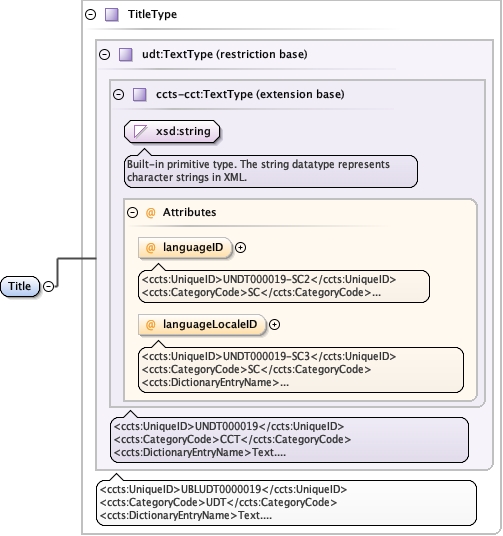 TitleType
udt:TextType (restriction base)
ccts-cct:TextType (extension base)
xsd:string
Built-in primitive type. The string datatype represents
character strings in XML.
@ Attributes
@ languageID
<ccts:UniqueID>UNDT000019-SC2</ccts:UniqueID>
<ccts:CategoryCode>SC</ccts:CategoryCode>...
@ languageLocaleID
<ccts:UniqueID>UNDT000019-SC3</ccts:UniqueID>
<ccts:CategoryCode>SC</ccts:CategoryCode>
<ccts:DictionaryEntryName>...
Title
<ccts:UniqueID>UNDT000019</ccts:UniqueID>
<ccts:CategoryCode>CCT</ccts:CategoryCode>
<ccts:DictionaryEntryName>Text....
<ccts:UniqueID>UBLUDT0000019</ccts:UniqueID>
<ccts:CategoryCode>UDT</ccts:CategoryCode>
<ccts:DictionaryEntryName>Text....